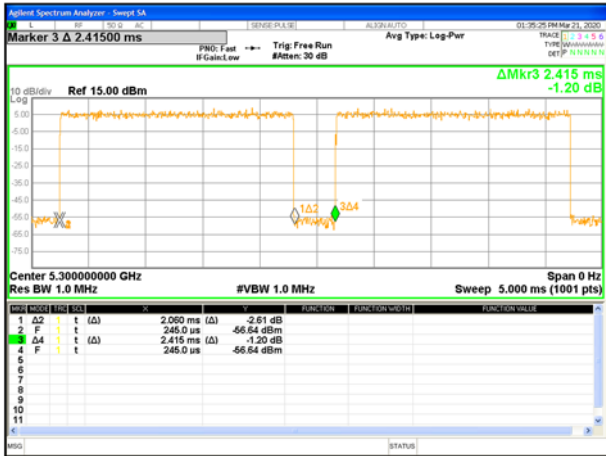 Agilent Spectrum Analyzer - Swept SA
L RF 50 Ω AC SENSE:PULSE ALIGNAUTO 01:35:25 PM Mar 21, 2020
Marker 3 Δ 2.41500 ms
PNO: Fast
IFGain:Low
Trig: Free Run
#Atten: 30 dB
Avg Type: Log-Pwr
TRACE 1 2 3 4 5 6
TYPE
DET P N N N N N
ΔMkr3 2.415 ms
-1.20 dB
10 dB/div Ref 15.00 dBm
Log
5.00
-5.00
-15.0
-25.0
-35.0
-45.0
-55.0
-65.0
-75.0
1Δ2
3Δ4
Center 5.300000000 GHz Span 0 Hz
Res BW 1.0 MHz #VBW 1.0 MHz Sweep 5.000 ms (1001 pts)
MKR MODE TRC SCL X Y FUNCTION FUNCTION WIDTH FUNCTION VALUE
1 Δ2 1 t (Δ) 2.060 ms (Δ) -2.61 dB
2 F 1 t 245.0 us -56.64 dBm
3 Δ4 1 t (Δ) 2.415 ms (Δ) -1.20 dB
4 F 1 t 245.0 us -56.64 dBm
5
6
7
8
9
10
11
MSG STATUS